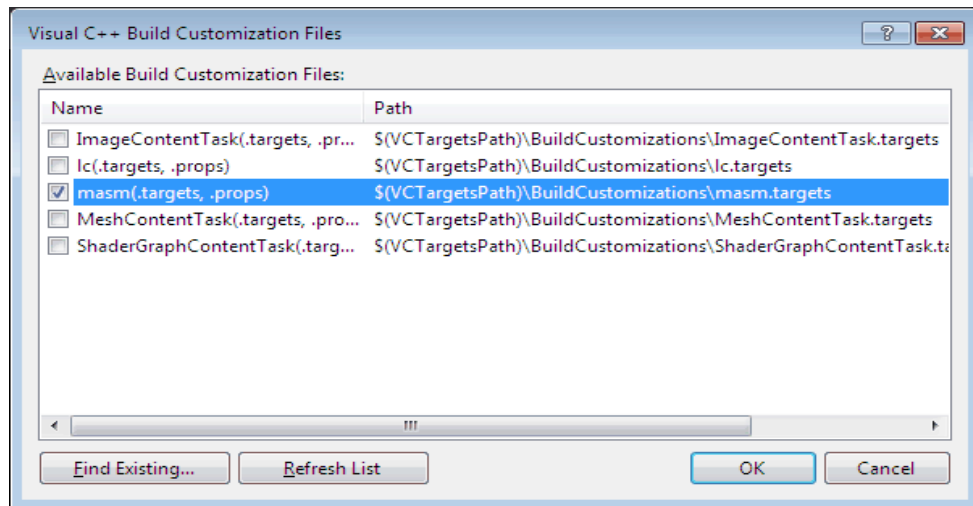 Visual C++ Build Customization Files
Available Build Customization Files:
Name Path
ImageContentTask(.targets, .pr... $(VCTargetsPath)\BuildCustomizations\ImageContentTask.targets
lc(.targets, .props) $(VCTargetsPath)\BuildCustomizations\lc.targets
masm(.targets, .props) $(VCTargetsPath)\BuildCustomizations\masm.targets
MeshContentTask(.targets, .pro... $(VCTargetsPath)\BuildCustomizations\MeshContentTask.targets
ShaderGraphContentTask(.targ... $(VCTargetsPath)\BuildCustomizations\ShaderGraphContentTask.ta
Find Existing... Refresh List OK Cancel